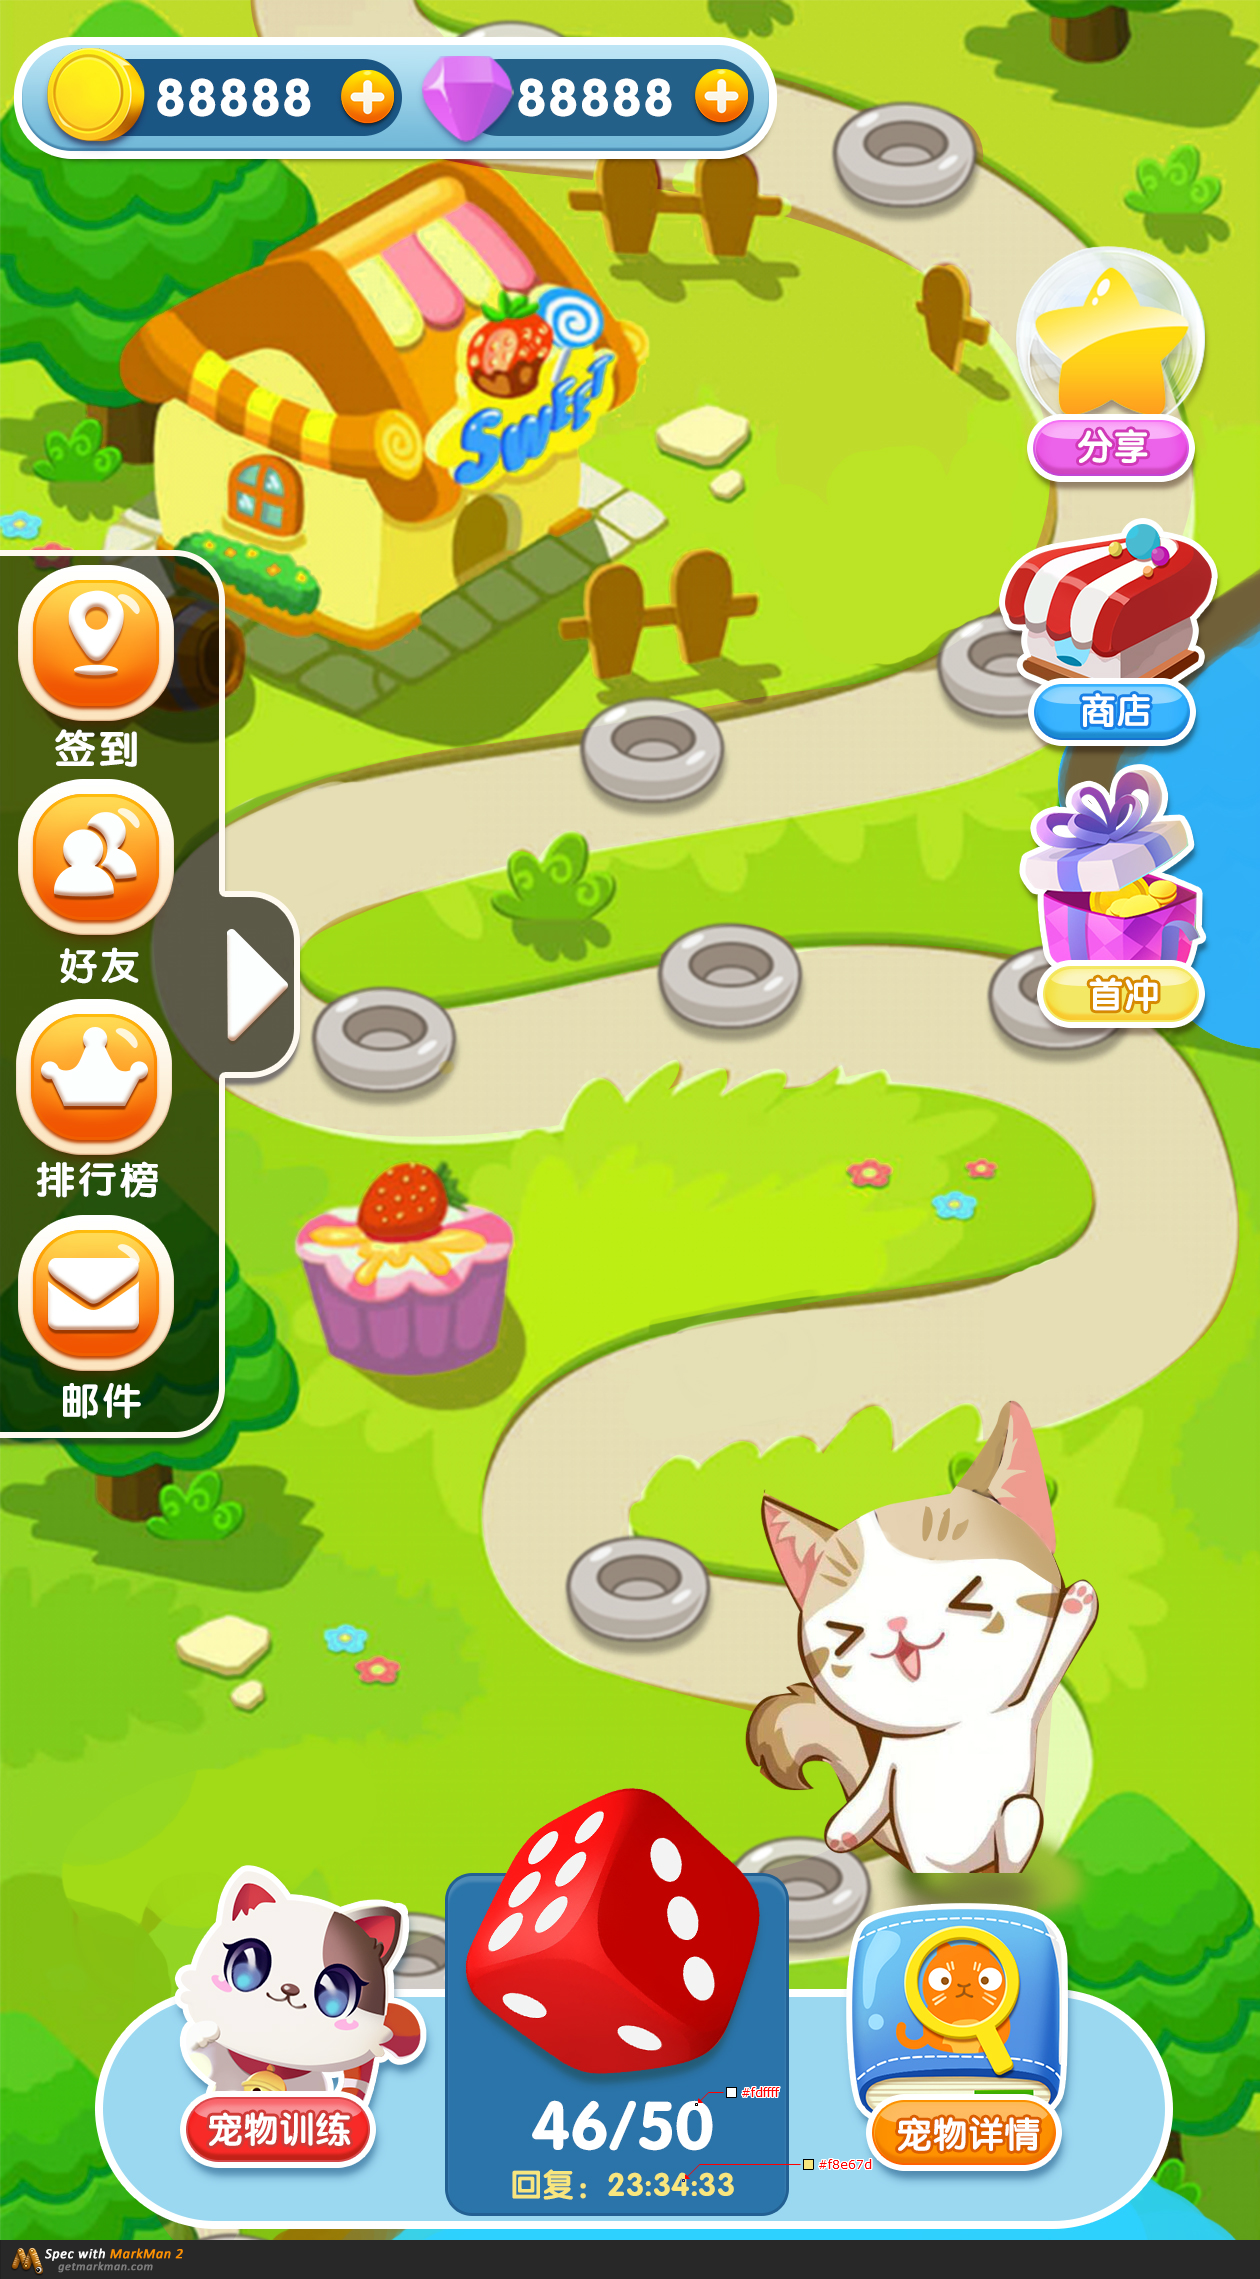 88888
88888
SWEET
分享
商店
首冲
签到
好友
排行榜
邮件
宠物训练
46/50
#fdffff
回复：23:34:33
#f8e67d
宠物详情
Spec with MarkMan 2
getmarkman.com